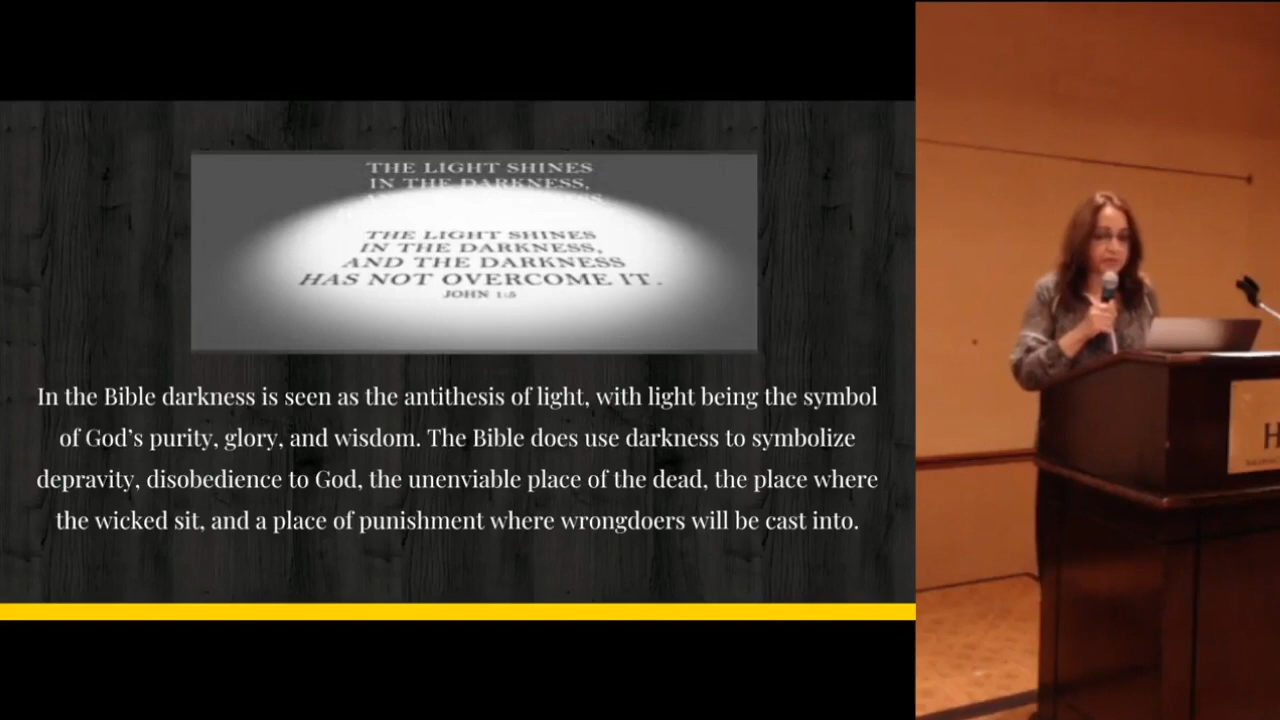 THE LIGHT SHINES
IN THE DARKNESS,
THE LIGHT SHINES
IN THE DARKNESS,
AND THE DARKNESS
HAS NOT OVERCOME IT.
JOHN 1:5
In the Bible darkness is seen as the antithesis of light, with light being the symbol
of God’s purity, glory, and wisdom. The Bible does use darkness to symbolize
depravity, disobedience to God, the unenviable place of the dead, the place where
the wicked sit, and a place of punishment where wrongdoers will be cast into.
H